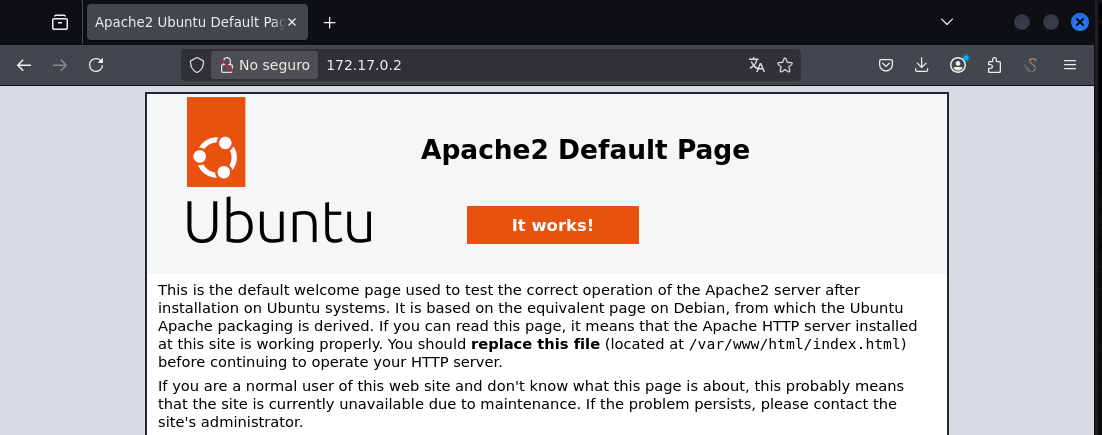 Apache2 Ubuntu Default Pag
No seguro
172.17.0.2
Ubuntu
Apache2 Default Page
It works!
This is the default welcome page used to test the correct operation of the Apache2 server after
installation on Ubuntu systems. It is based on the equivalent page on Debian, from which the Ubuntu
Apache packaging is derived. If you can read this page, it means that the Apache HTTP server installed
at this site is working properly. You should replace this file (located at /var/www/html/index.html)
before continuing to operate your HTTP server.
If you are a normal user of this web site and don't know what this page is about, this probably means
that the site is currently unavailable due to maintenance. If the problem persists, please contact the
site's administrator.